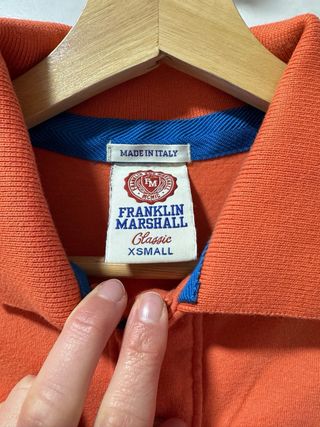 MADE IN ITALY
FM
FRANKLIN
MARSHALL
Classic
XSMALL